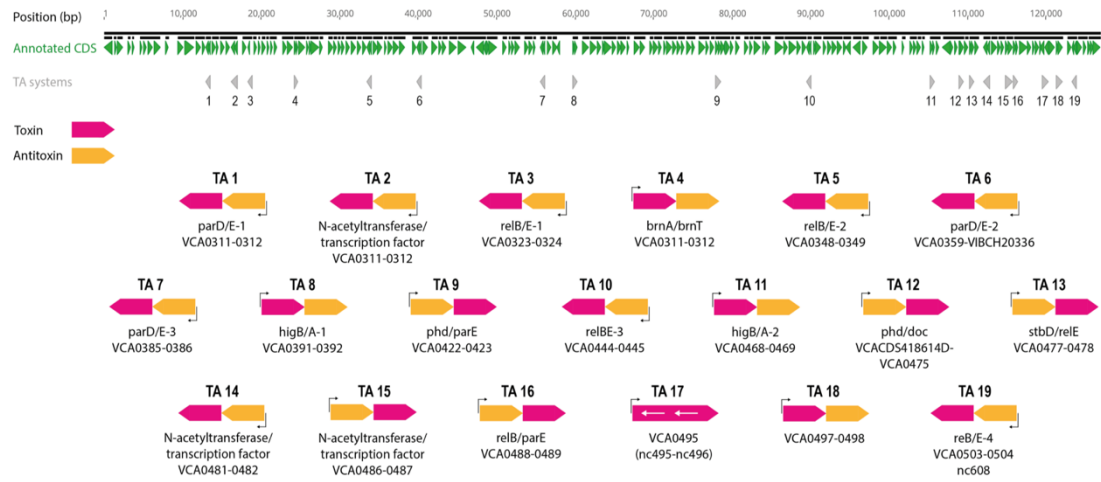 Position (bp)
1 10,000 20,000 30,000 40,000 50,000 60,000 70,000 80,000 90,000 100,000 110,000 120,000
Annotated CDS
TA systems
1 2 3 4 5 6 7 8 9 10 11 12 13 14 15 16 17 18 19
Toxin
Antitoxin
TA 1
parD/E-1
VCA0311-0312
TA 2
N-acetyltransferase/
transcription factor
VCA0311-0312
TA 3
relB/E-1
VCA0323-0324
TA 4
brnA/brnT
VCA0311-0312
TA 5
relB/E-2
VCA0348-0349
TA 6
parD/E-2
VCA0359-VIBCH20336
TA 7
parD/E-3
VCA0385-0386
TA 8
higB/A-1
VCA0391-0392
TA 9
phd/parE
VCA0422-0423
TA 10
relBE-3
VCA0444-0445
TA 11
higB/A-2
VCA0468-0469
TA 12
phd/doc
VCACDS418614D-
VCA0475
TA 13
stbD/relE
VCA0477-0478
TA 14
N-acetyltransferase/
transcription factor
VCA0481-0482
TA 15
N-acetyltransferase/
transcription factor
VCA0486-0487
TA 16
relB/parE
VCA0488-0489
TA 17
VCA0495
(nc495-nc496)
TA 18
VCA0497-0498
TA 19
reB/E-4
VCA0503-0504
nc608